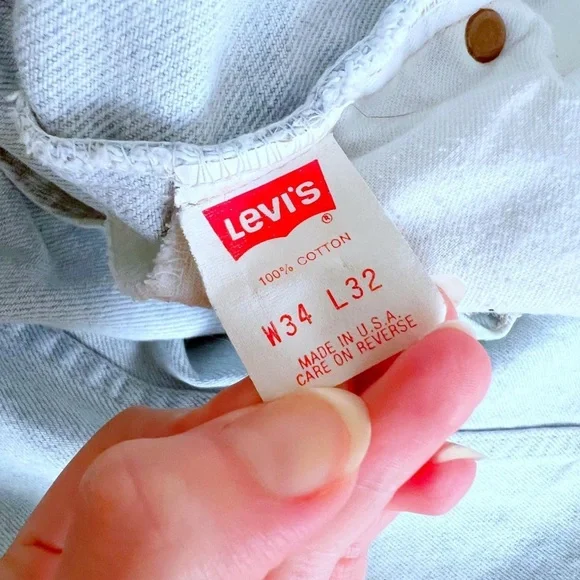 Levi's
®
100% COTTON
W34 L32
MADE IN U.S.A.
CARE ON REVERSE